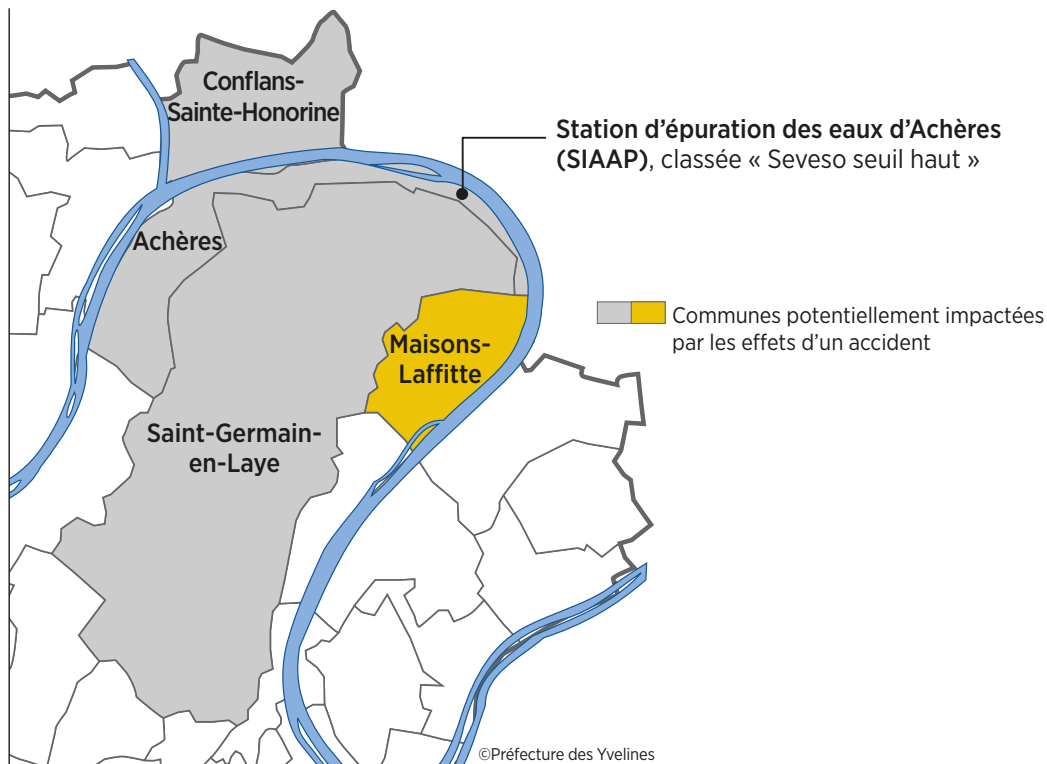 Conflans-
Sainte-Honorine
Station d’épuration des eaux d’Achères
(SIAAP), classée « Seveso seuil haut »
Achères
Communes potentiellement impactées
par les effets d’un accident
Maisons-
Laffitte
Saint-Germain-
en-Laye
©Préfecture des Yvelines